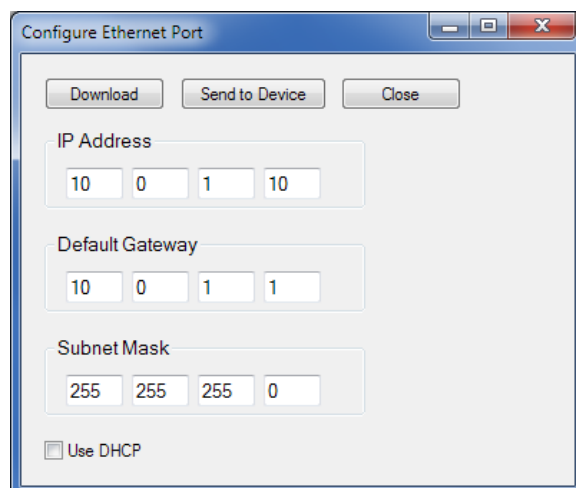 Configure Ethernet Port
Download Send to Device Close
IP Address
10 0 1 10
Default Gateway
10 0 1 1
Subnet Mask
255 255 255 0
Use DHCP